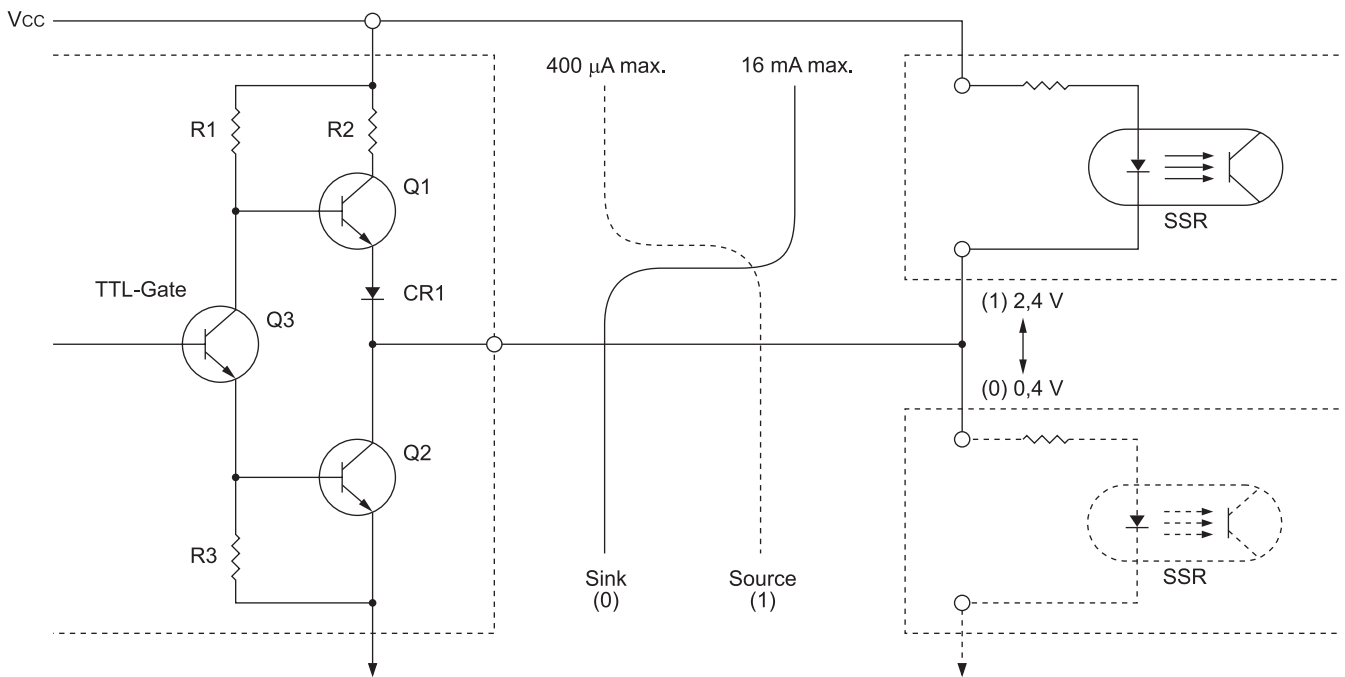 VCC
400 µA max.
16 mA max.
R1
R2
Q1
SSR
TTL-Gate
CR1
(1) 2,4 V
Q3
(0) 0,4 V
Q2
R3
Sink
(0)
Source
(1)
SSR